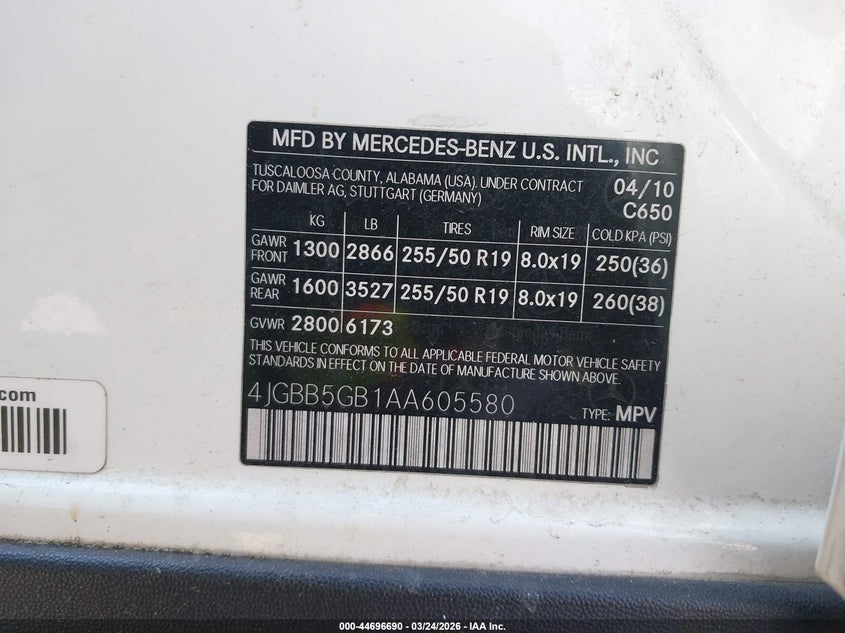 MFD BY MERCEDES-BENZ U.S. INTL., INC
TUSCALOOSA COUNTY, ALABAMA (USA). UNDER CONTRACT
FOR DAIMLER AG, STUTTGART (GERMANY)
04/10
C650
KG LB TIRES RIM SIZE COLD KPA (PSI)
GAWR FRONT 1300 2866 255/50 R19 8.0x19 250(36)
GAWR REAR 1600 3527 255/50 R19 8.0x19 260(38)
GVWR 2800 6173
THIS VEHICLE CONFORMS TO ALL APPLICABLE FEDERAL MOTOR VEHICLE SAFETY
STANDARDS IN EFFECT ON THE DATE OF MANUFACTURE SHOWN ABOVE.
4JGBB5GB1AA605580
TYPE: MPV
.com
000-44696690 - 03/24/2026 - IAA Inc.